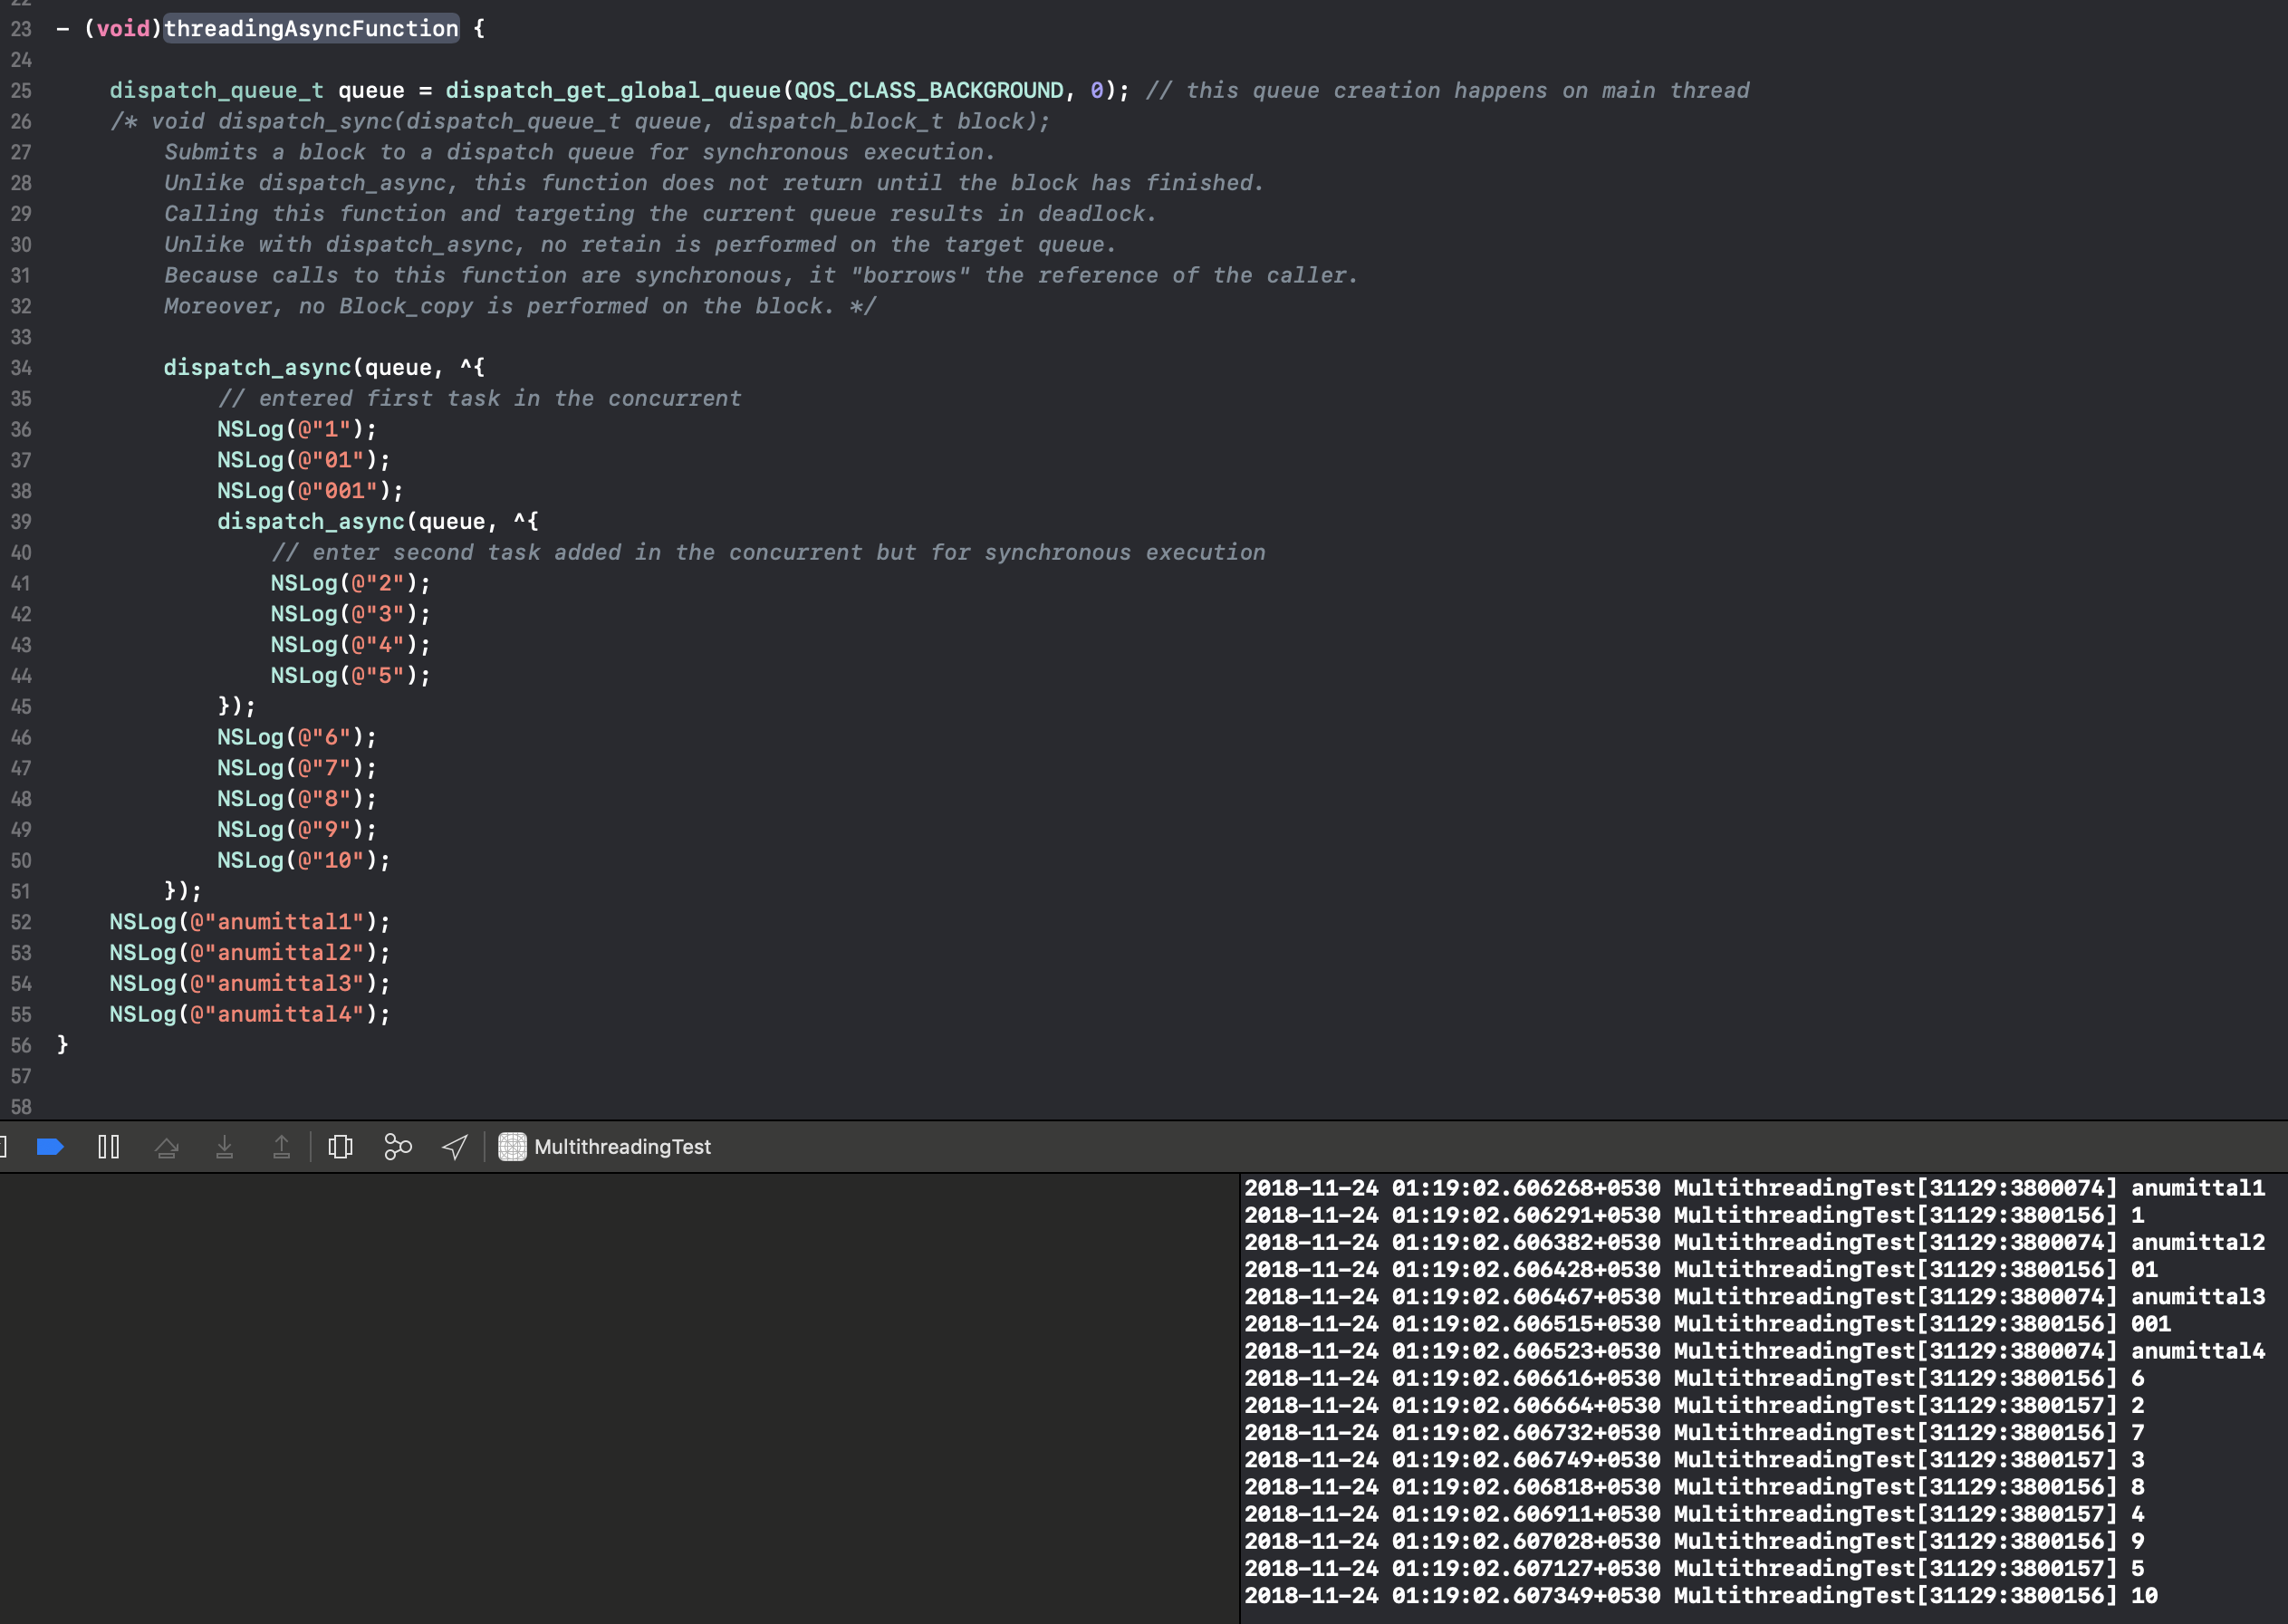 23 - (void)threadingAsyncFunction {
24
25 dispatch_queue_t queue = dispatch_get_global_queue(QOS_CLASS_BACKGROUND, 0); // this queue creation happens on main thread
26 /* void dispatch_sync(dispatch_queue_t queue, dispatch_block_t block);
27 Submits a block to a dispatch queue for synchronous execution.
28 Unlike dispatch_async, this function does not return until the block has finished.
29 Calling this function and targeting the current queue results in deadlock.
30 Unlike with dispatch_async, no retain is performed on the target queue.
31 Because calls to this function are synchronous, it "borrows" the reference of the caller.
32 Moreover, no Block_copy is performed on the block. */
33
34 dispatch_async(queue, ^{
35 // entered first task in the concurrent
36 NSLog(@"1");
37 NSLog(@"01");
38 NSLog(@"001");
39 dispatch_async(queue, ^{
40 // enter second task added in the concurrent but for synchronous execution
41 NSLog(@"2");
42 NSLog(@"3");
43 NSLog(@"4");
44 NSLog(@"5");
45 });
46 NSLog(@"6");
47 NSLog(@"7");
48 NSLog(@"8");
49 NSLog(@"9");
50 NSLog(@"10");
51 });
52 NSLog(@"anumittal1");
53 NSLog(@"anumittal2");
54 NSLog(@"anumittal3");
55 NSLog(@"anumittal4");
56 }
57
58
MultithreadingTest
2018-11-24 01:19:02.606268+0530 MultithreadingTest[31129:3800074] anumittal1
2018-11-24 01:19:02.606291+0530 MultithreadingTest[31129:3800156] 1
2018-11-24 01:19:02.606382+0530 MultithreadingTest[31129:3800074] anumittal2
2018-11-24 01:19:02.606428+0530 MultithreadingTest[31129:3800156] 01
2018-11-24 01:19:02.606467+0530 MultithreadingTest[31129:3800074] anumittal3
2018-11-24 01:19:02.606515+0530 MultithreadingTest[31129:3800156] 001
2018-11-24 01:19:02.606523+0530 MultithreadingTest[31129:3800074] anumittal4
2018-11-24 01:19:02.606616+0530 MultithreadingTest[31129:3800156] 6
2018-11-24 01:19:02.606664+0530 MultithreadingTest[31129:3800157] 2
2018-11-24 01:19:02.606732+0530 MultithreadingTest[31129:3800156] 7
2018-11-24 01:19:02.606749+0530 MultithreadingTest[31129:3800157] 3
2018-11-24 01:19:02.606818+0530 MultithreadingTest[31129:3800156] 8
2018-11-24 01:19:02.606911+0530 MultithreadingTest[31129:3800157] 4
2018-11-24 01:19:02.607028+0530 MultithreadingTest[31129:3800156] 9
2018-11-24 01:19:02.607127+0530 MultithreadingTest[31129:3800157] 5
2018-11-24 01:19:02.607349+0530 MultithreadingTest[31129:3800156] 10